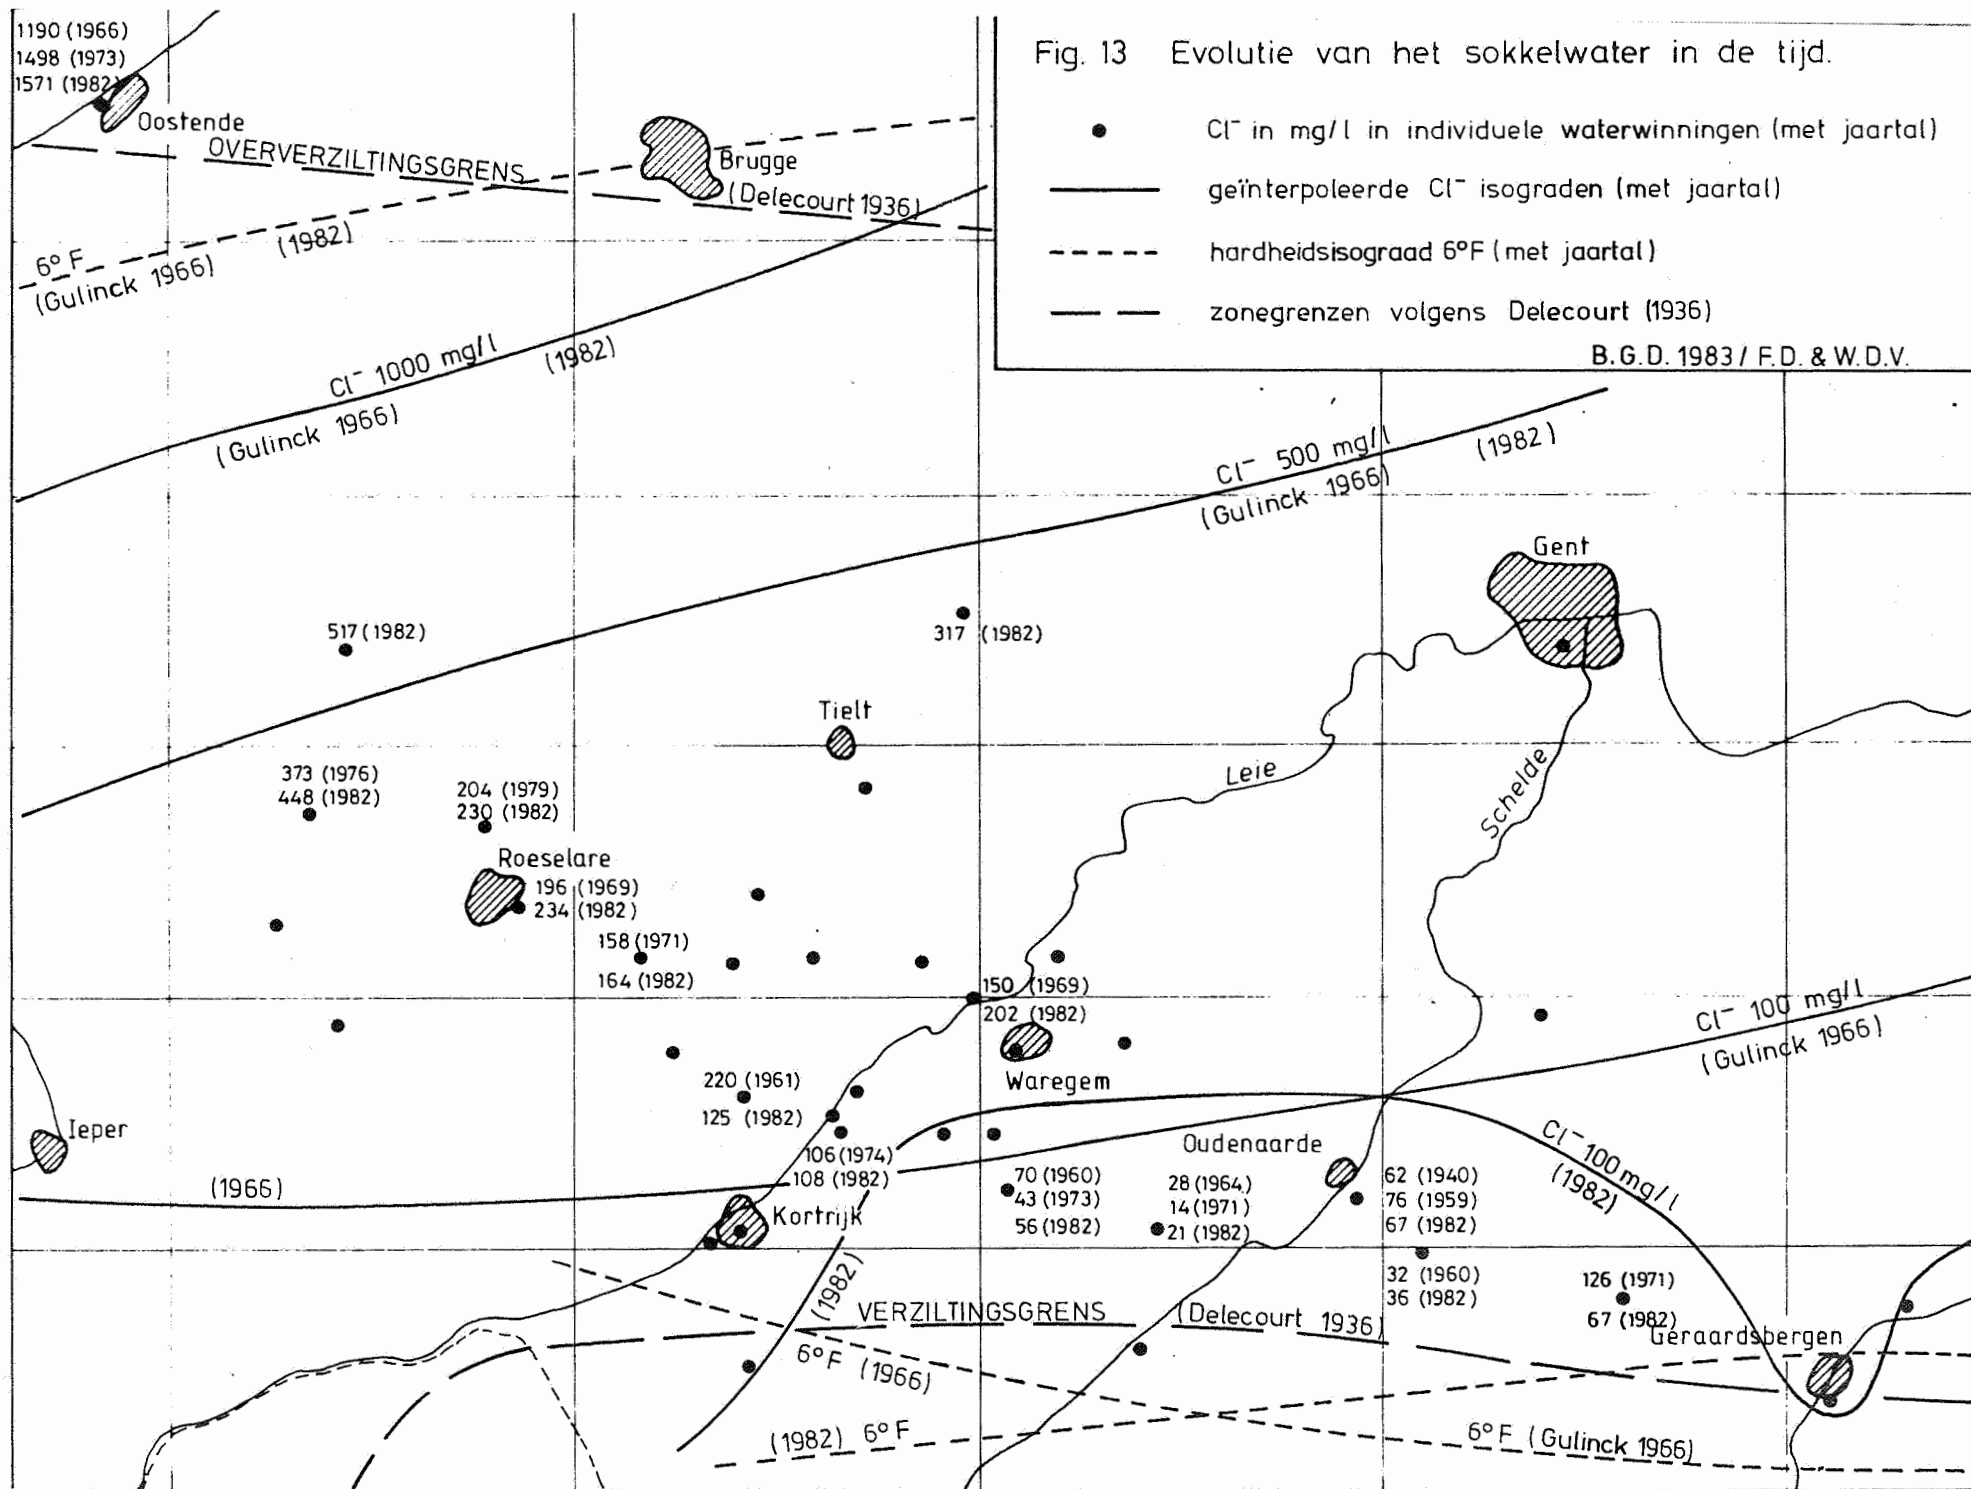 Fig. 13 Evolutie van het sokkelwater in de tijd.
Cl⁻ in mg/l in individuele waterwinningen (met jaartal)
geïnterpoleerde Cl⁻ isograden (met jaartal)
hardheidsisograad 6°F (met jaartal)
zonegrenzen volgens Delecourt (1936)
B.G.D. 1983 / F.D. & W.D.V.
1190 (1966)
1498 (1973)
1571 (1982)
Oostende
OVERVERZILTINGSGRENS
Brugge
(Delecourt 1936)
6° F
(1982)
(Gulinck 1966)
Cl⁻ 1000 mg/l
(1982)
(Gulinck 1966)
Cl⁻ 500 mg/l
(1982)
(Gulinck 1966)
Gent
517 (1982)
317 (1982)
Tielt
Leie
Schelde
373 (1976)
448 (1982)
204 (1979)
230 (1982)
Roeselare
196 (1969)
234 (1982)
158 (1971)
164 (1982)
150 (1969)
202 (1982)
Waregem
Cl⁻ 100 mg/l
(Gulinck 1966)
220 (1961)
125 (1982)
Ieper
106 (1974)
108 (1982)
Oudenaarde
Cl⁻ 100 mg/l
(1982)
(1966)
70 (1960)
43 (1973)
56 (1982)
28 (1964)
14 (1971)
21 (1982)
62 (1940)
76 (1959)
67 (1982)
Kortrijk
32 (1960)
36 (1982)
126 (1971)
67 (1982)
Geraardsbergen
(1982)
VERZILTINGSGRENS
(Delecourt 1936)
6° F (1966)
(1982) 6° F
6° F (Gulinck 1966)